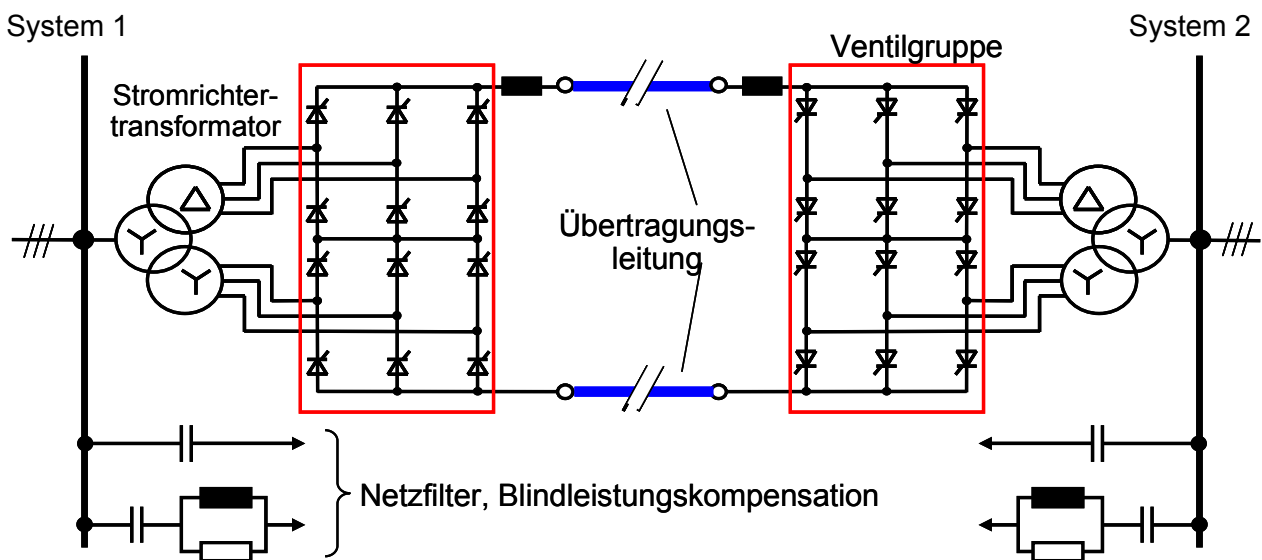 System 1
System 2
Ventilgruppe
Stromrichter-
transformator
Übertragungs-
leitung
Netzfilter, Blindleistungskompensation